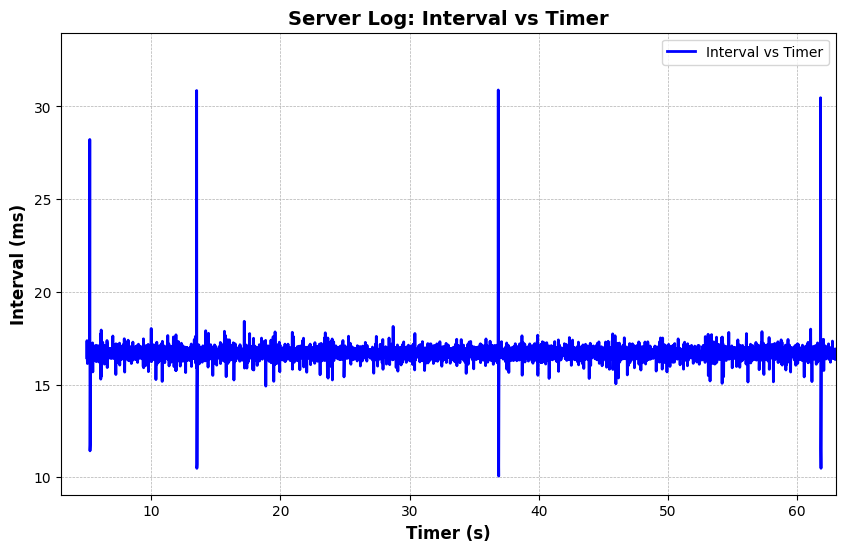 Server Log: Interval vs Timer
Interval vs Timer
30
25
20
15
10
Interval (ms)
10 20 30 40 50 60
Timer (s)